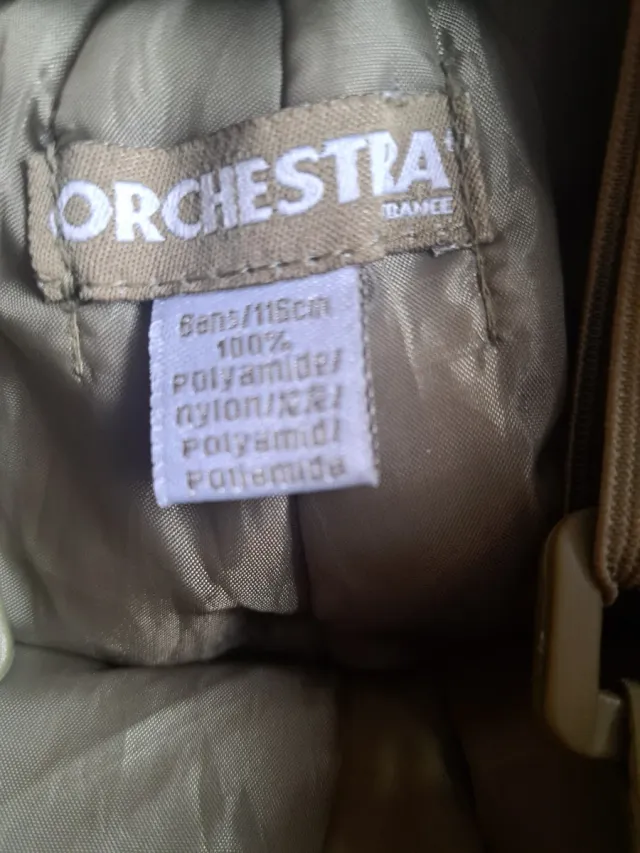 ORCHESTRA
6ans/116cm
100%
polyamide/
nylon/
polyamid/
poliamida